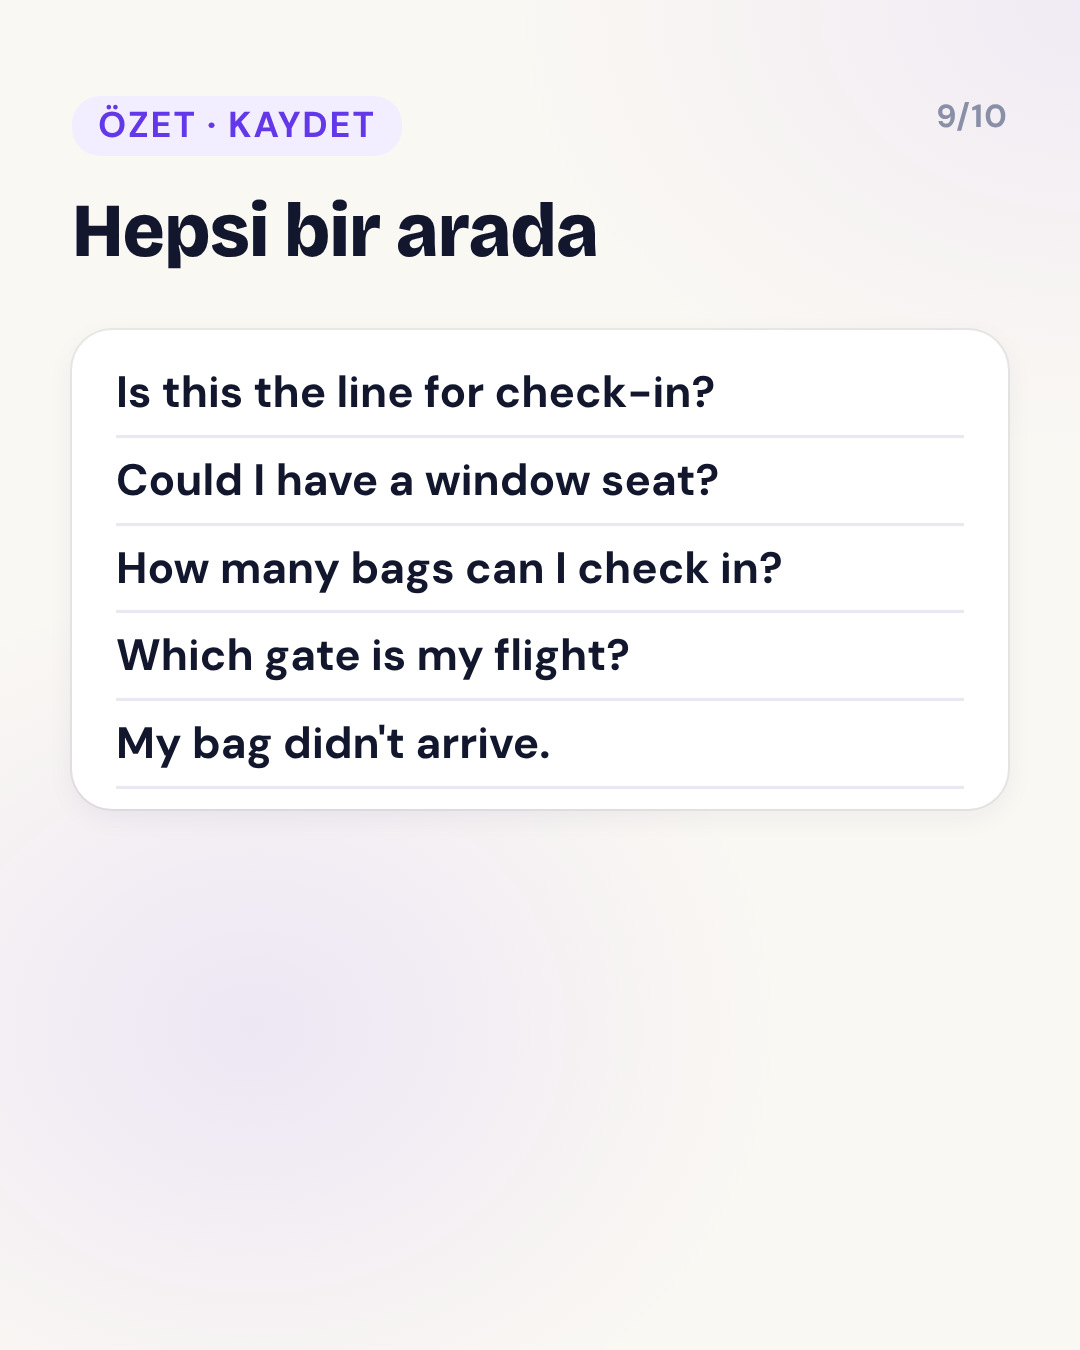 ÖZET · KAYDET
9/10
Hepsi bir arada
Is this the line for check-in?
Could I have a window seat?
How many bags can I check in?
Which gate is my flight?
My bag didn't arrive.